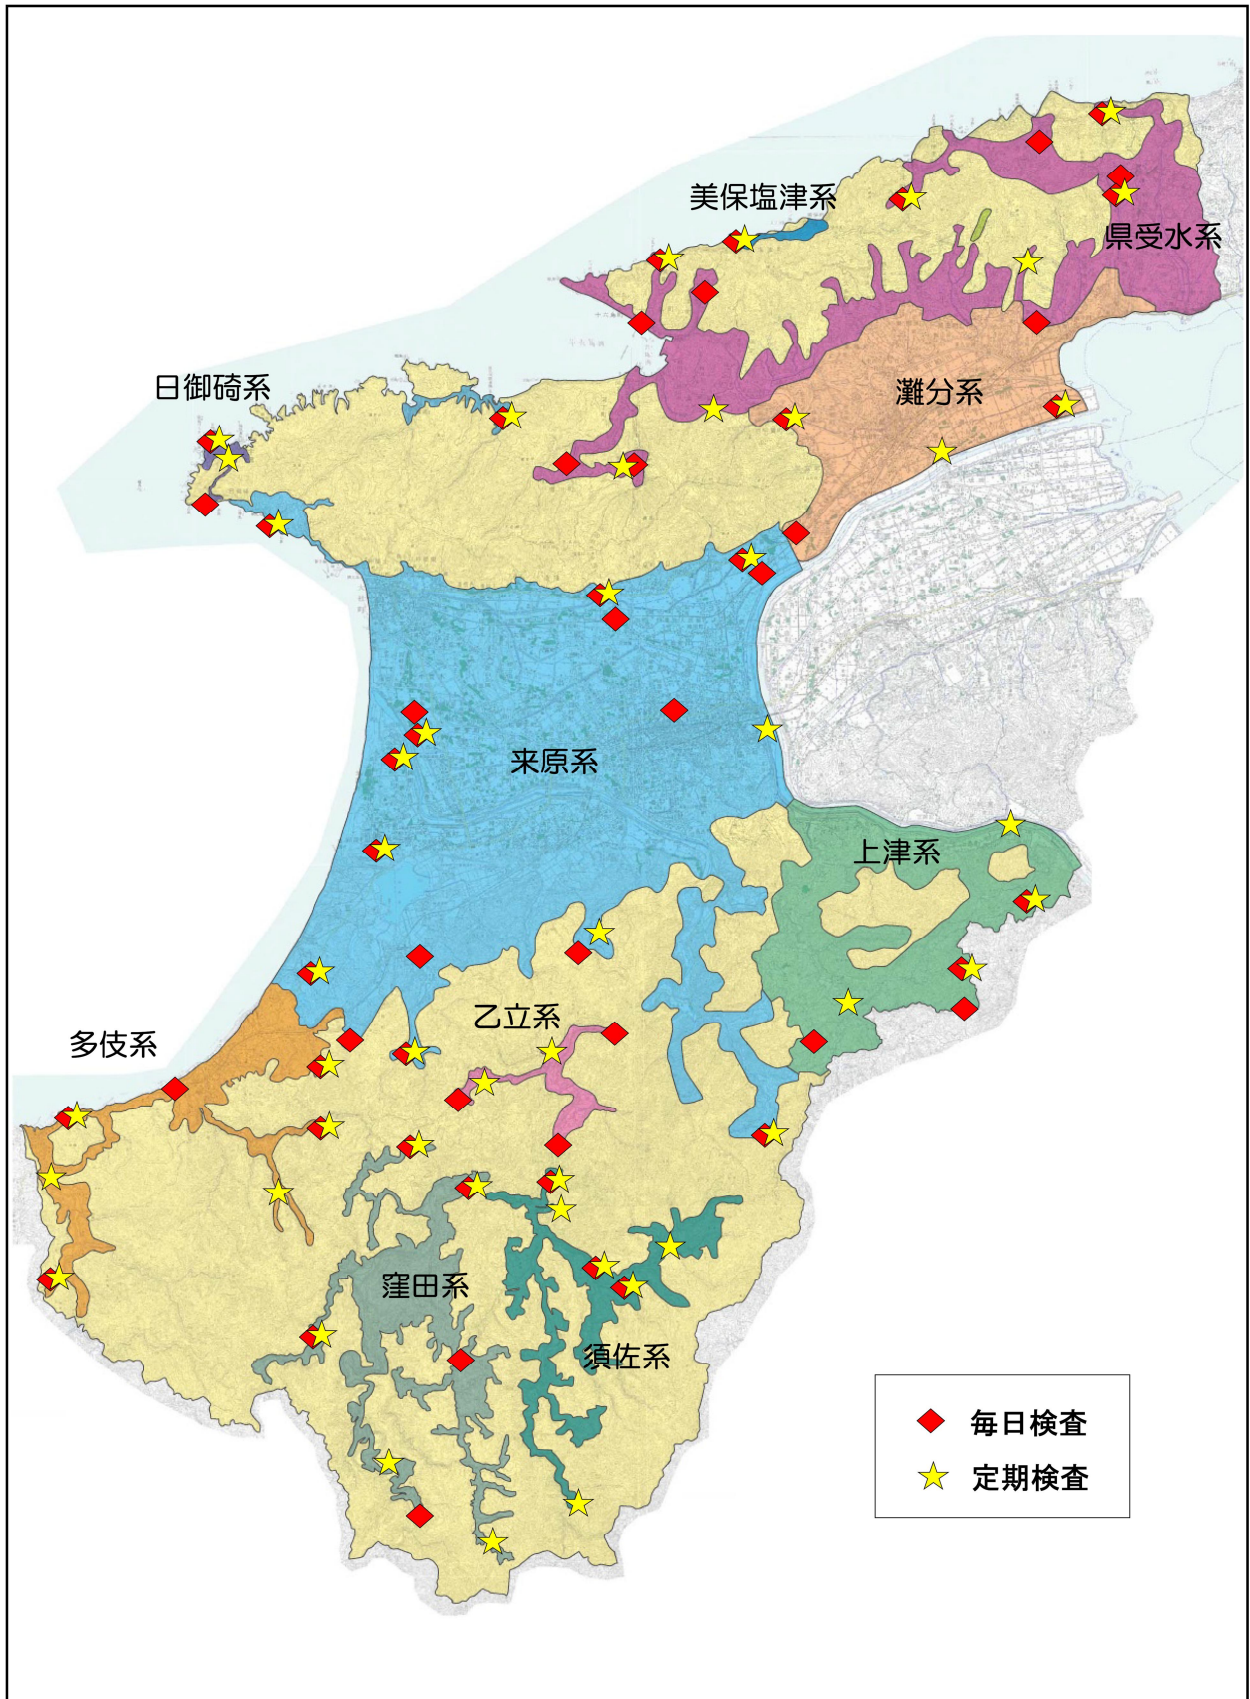 美保塩津系
県受水系
日御碕系
灘分系
来原系
上津系
乙立系
多伎系
窪田系
須佐系
毎日検査
定期検査